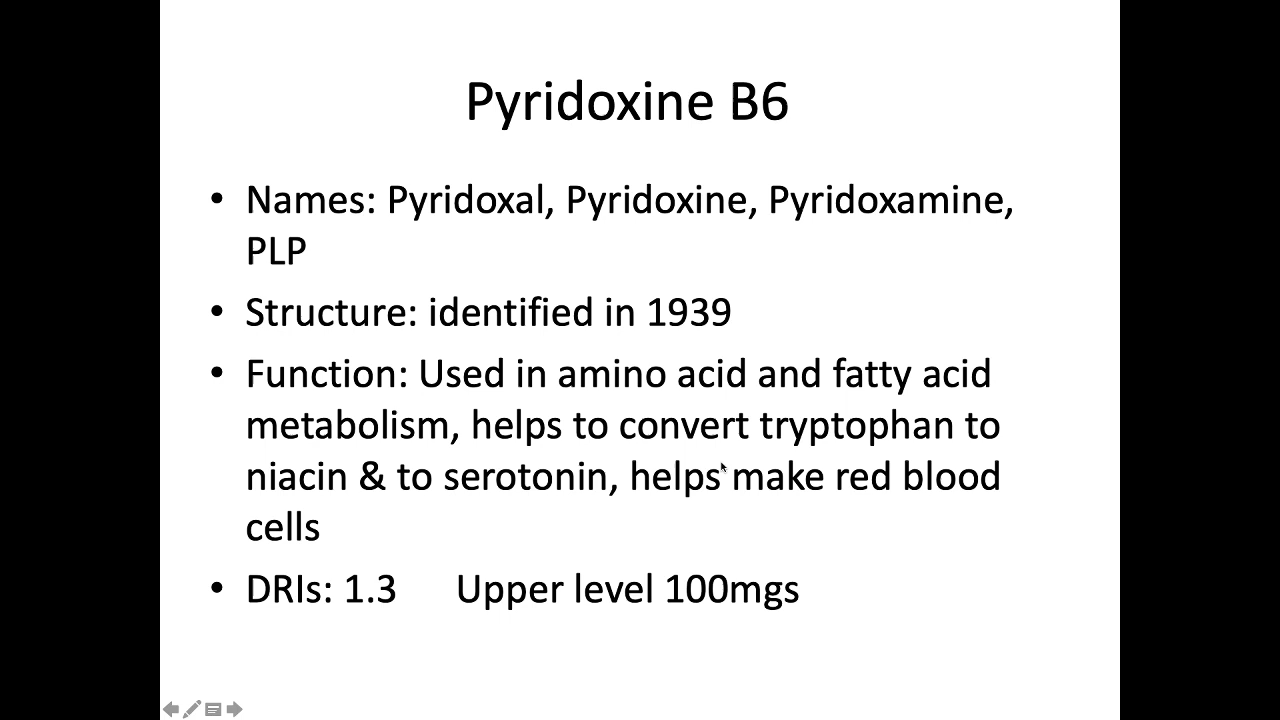 Pyridoxine B6
• Names: Pyridoxal, Pyridoxine, Pyridoxamine,
PLP
• Structure: identified in 1939
• Function: Used in amino acid and fatty acid
metabolism, helps to convert tryptophan to
niacin & to serotonin, helps make red blood
cells
• DRIs: 1.3 Upper level 100mgs